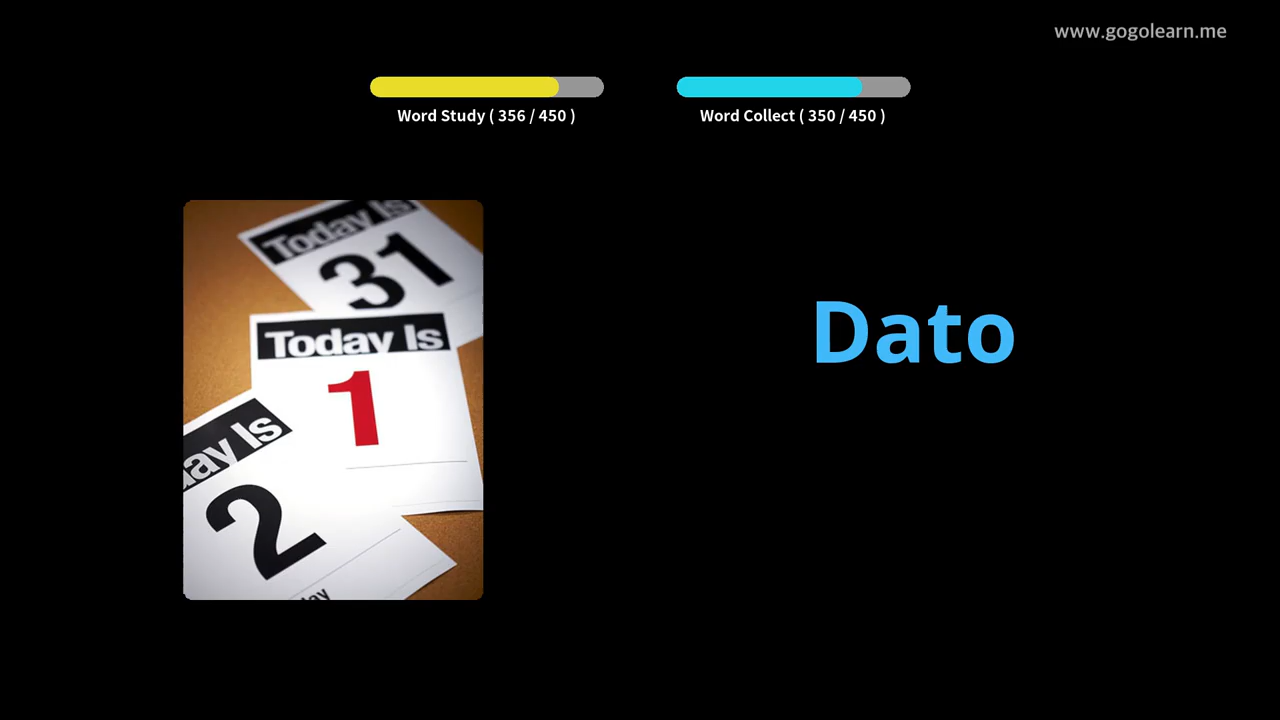 www.gogolearn.me
Word Study ( 356 / 450 )
Word Collect ( 350 / 450 )
Today Is
31
Today Is
1
Dato
ay Is
2
ay